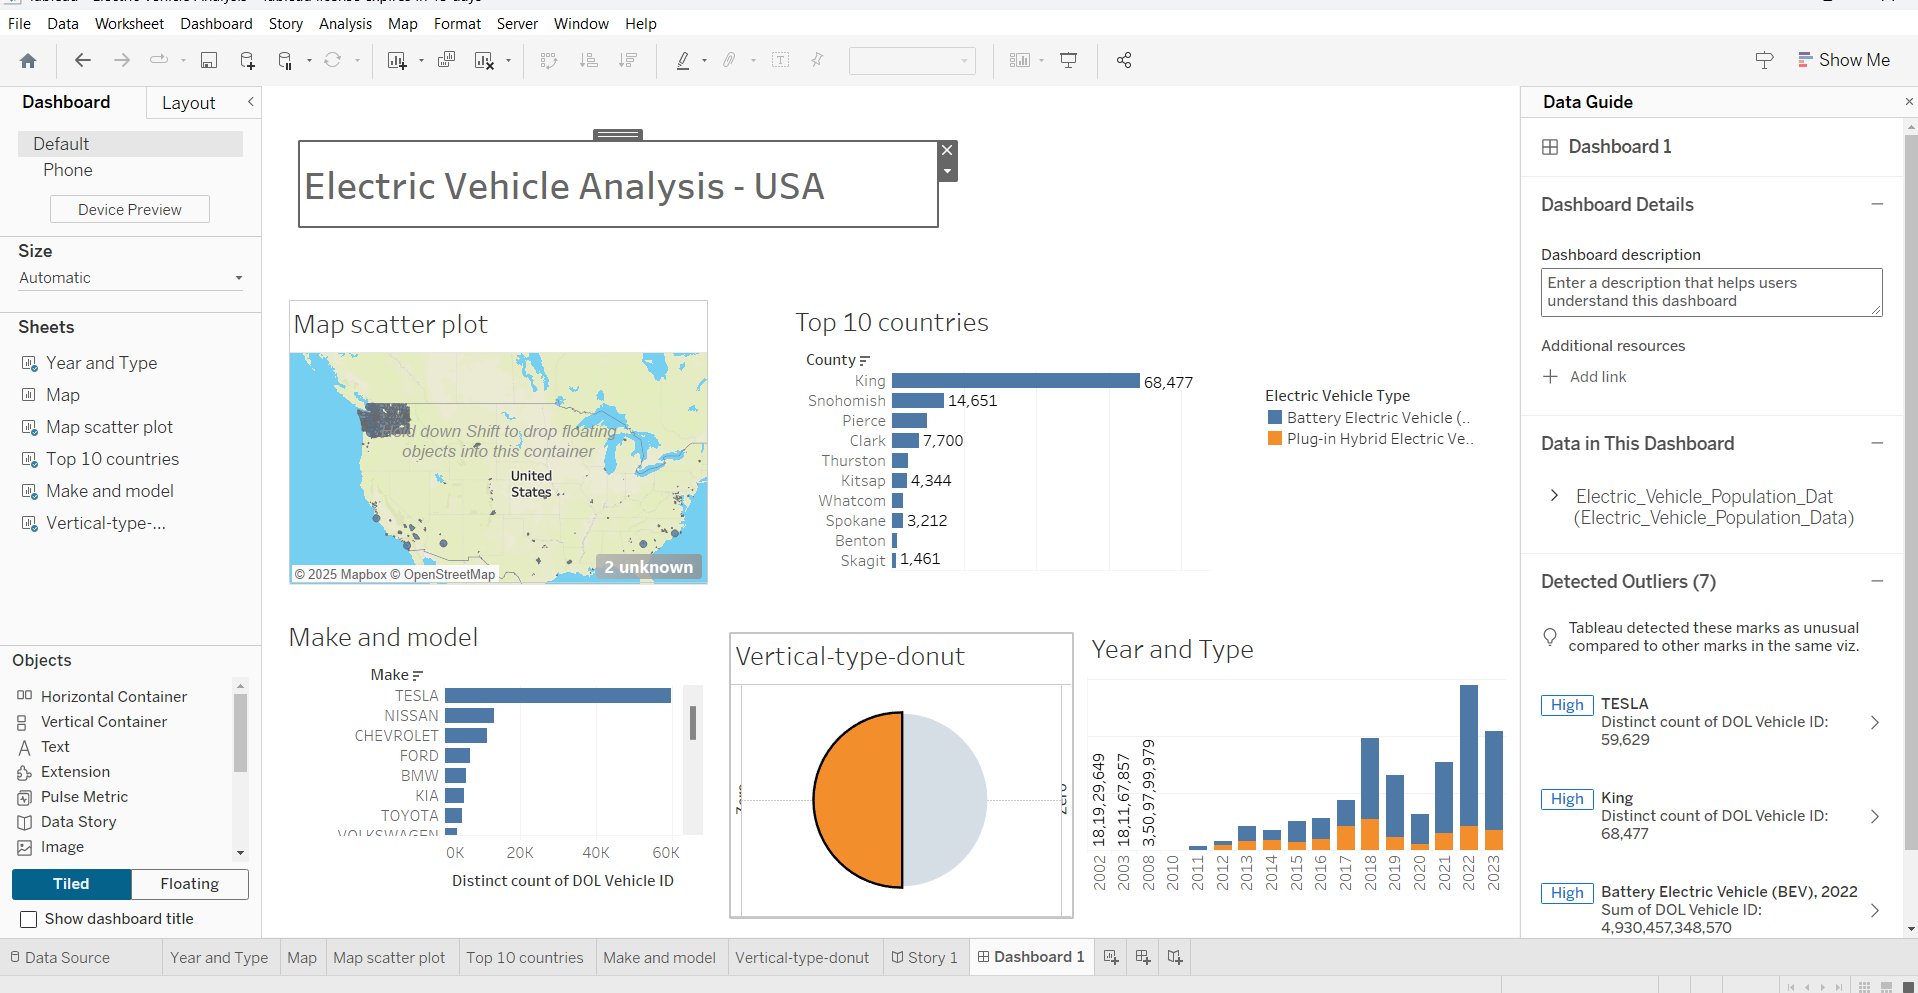 File Data Worksheet Dashboard Story Analysis Map Format Server Window Help
Show Me
Dashboard Layout
Default
Phone
Device Preview
Size
Automatic
Sheets
Year and Type
Map
Map scatter plot
Top 10 countries
Make and model
Vertical-type-...
Objects
Horizontal Container
Vertical Container
Text
Extension
Pulse Metric
Data Story
Image
Tiled Floating
Show dashboard title
Electric Vehicle Analysis - USA
Map scatter plot
Hold down Shift to drop floating
objects into this container
United
States
2 unknown
© 2025 Mapbox © OpenStreetMap
Top 10 countries
County
King 68,477
Snohomish 14,651
Pierce
Clark 7,700
Thurston
Kitsap 4,344
Whatcom
Spokane 3,212
Benton
Skagit 1,461
Electric Vehicle Type
Battery Electric Vehicle (..
Plug-in Hybrid Electric Ve..
Make and model
Make
TESLA
NISSAN
CHEVROLET
FORD
BMW
KIA
TOYOTA
VOLKSWAGEN
0K 20K 40K 60K
Distinct count of DOL Vehicle ID
Vertical-type-donut
Zero
Zero
Year and Type
18,19,29,649
18,11,67,857
3,50,97,99,979
2002 2003 2008 2010 2011 2012 2013 2014 2015 2016 2017 2018 2019 2020 2021 2022 2023
Data Guide
Dashboard 1
Dashboard Details
Dashboard description
Enter a description that helps users
understand this dashboard
Additional resources
Add link
Data in This Dashboard
Electric_Vehicle_Population_Dat
(Electric_Vehicle_Population_Data)
Detected Outliers (7)
Tableau detected these marks as unusual
compared to other marks in the same viz.
High TESLA
Distinct count of DOL Vehicle ID:
59,629
High King
Distinct count of DOL Vehicle ID:
68,477
High Battery Electric Vehicle (BEV), 2022
Sum of DOL Vehicle ID:
4,930,457,348,570
Data Source Year and Type Map Map scatter plot Top 10 countries Make and model Vertical-type-donut Story 1 Dashboard 1